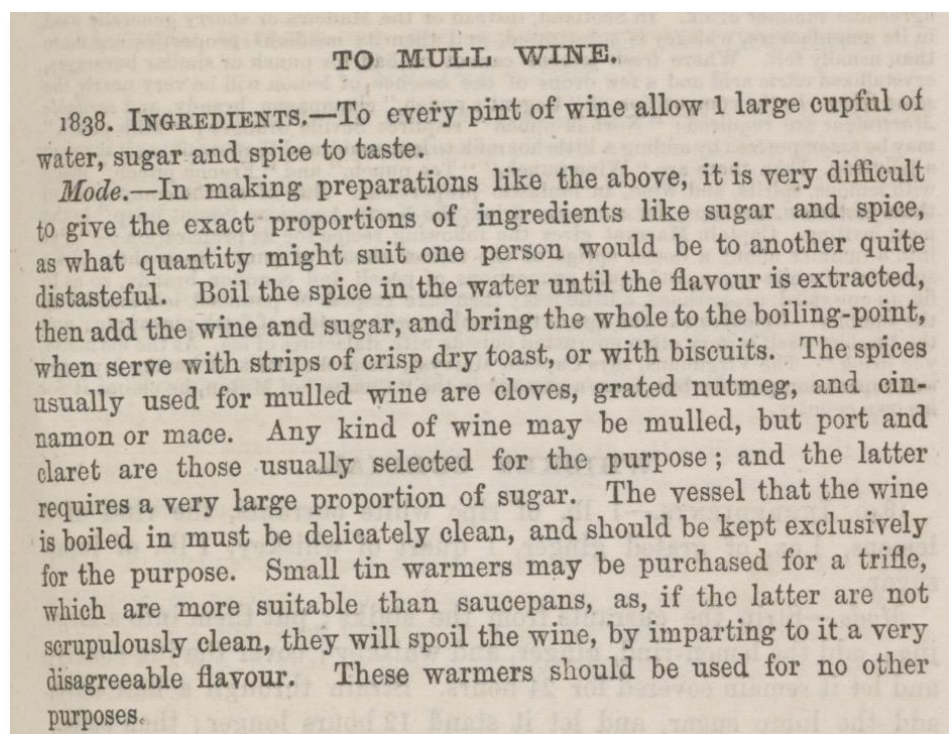 TO MULL WINE.
1838. INGREDIENTS.—To every pint of wine allow 1 large cupful of
water, sugar and spice to taste.
Mode.—In making preparations like the above, it is very difficult
to give the exact proportions of ingredients like sugar and spice,
as what quantity might suit one person would be to another quite
distasteful. Boil the spice in the water until the flavour is extracted,
then add the wine and sugar, and bring the whole to the boiling-point,
when serve with strips of crisp dry toast, or with biscuits. The spices
usually used for mulled wine are cloves, grated nutmeg, and cin-
namon or mace. Any kind of wine may be mulled, but port and
claret are those usually selected for the purpose; and the latter
requires a very large proportion of sugar. The vessel that the wine
is boiled in must be delicately clean, and should be kept exclusively
for the purpose. Small tin warmers may be purchased for a trifle,
which are more suitable than saucepans, as, if the latter are not
scrupulously clean, they will spoil the wine, by imparting to it a very
disagreeable flavour. These warmers should be used for no other
purposes.